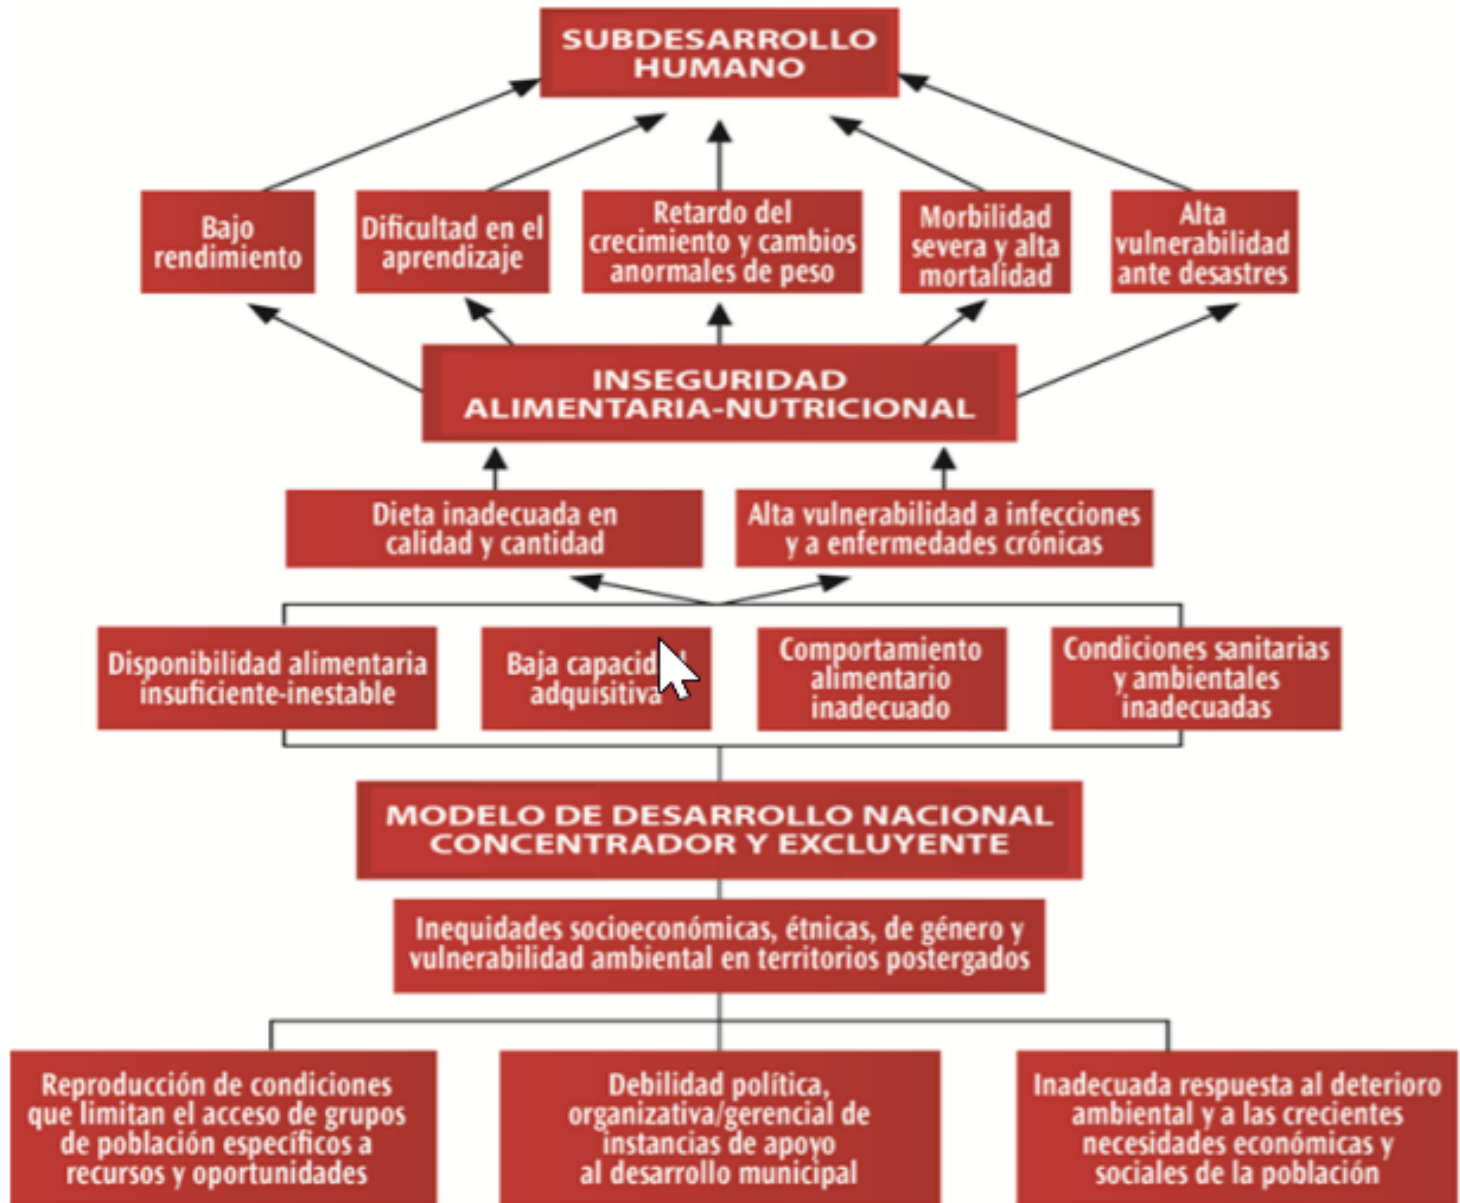 SUBDESARROLLO
HUMANO
Bajo
rendimiento
Dificultad en el
aprendizaje
Retardo del
crecimiento y cambios
anormales de peso
Morbilidad
severa y alta
mortalidad
Alta
vulnerabilidad
ante desastres
INSEGURIDAD
ALIMENTARIA-NUTRICIONAL
Dieta inadecuada en
calidad y cantidad
Alta vulnerabilidad a infecciones
y a enfermedades crónicas
Disponibilidad alimentaria
insuficiente-inestable
Baja capacidad
adquisitiva
Comportamiento
alimentario
inadecuado
Condiciones sanitarias
y ambientales
inadecuadas
MODELO DE DESARROLLO NACIONAL
CONCENTRADOR Y EXCLUYENTE
Inequidades socioeconómicas, étnicas, de género y
vulnerabilidad ambiental en territorios postergados
Reproducción de condiciones
que limitan el acceso de grupos
de población específicos a
recursos y oportunidades
Debilidad política,
organizativa/gerencial de
instancias de apoyo
al desarrollo municipal
Inadecuada respuesta al deterioro
ambiental y a las crecientes
necesidades económicas y
sociales de la población